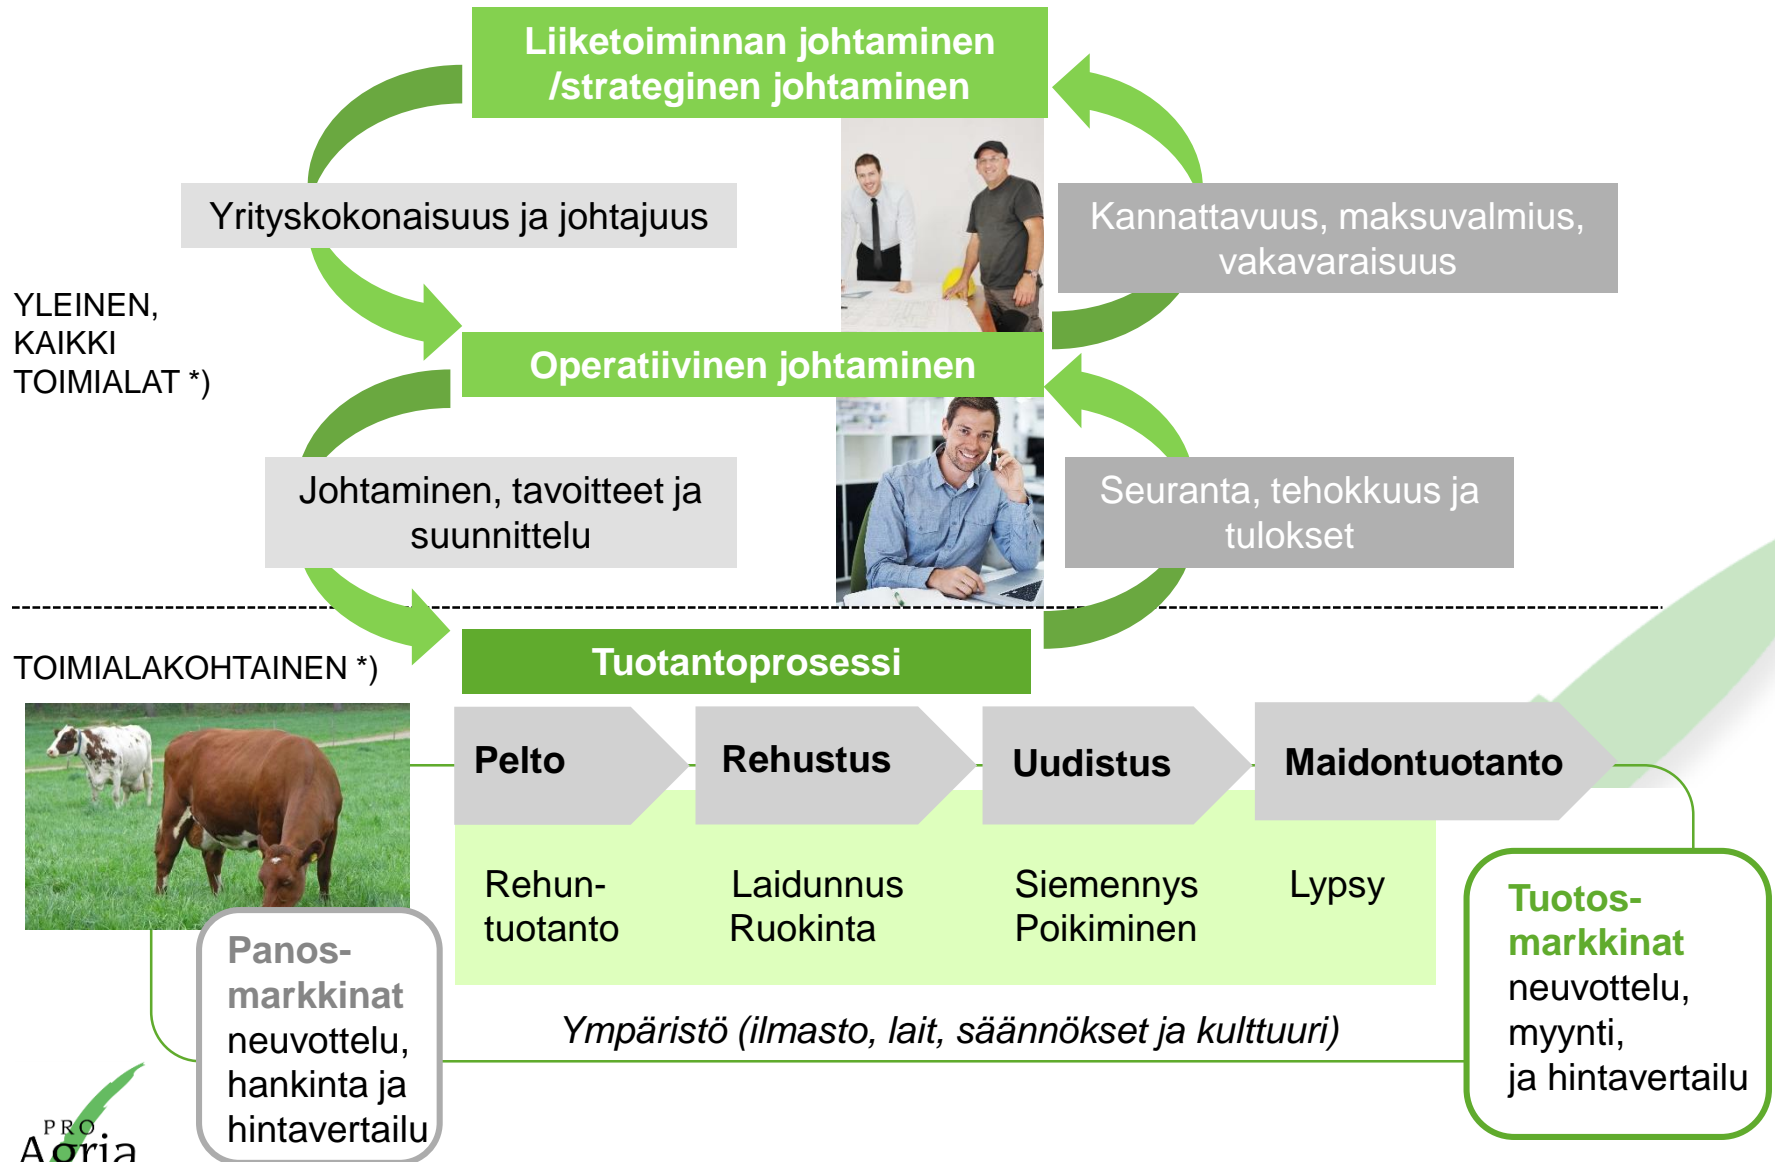 Liiketoiminnan johtaminen
/strateginen johtaminen
Yrityskokonaisuus ja johtajuus
Kannattavuus, maksuvalmius,
vakavaraisuus
YLEINEN,
KAIKKI
TOIMIALAT *)
Operatiivinen johtaminen
Johtaminen, tavoitteet ja
suunnittelu
Seuranta, tehokkuus ja
tulokset
TOIMIALAKOHTAINEN *)
Tuotantoprosessi
Pelto
Rehustus
Uudistus
Maidontuotanto
Rehun-
tuotanto
Laidunnus
Ruokinta
Siemennys
Poikiminen
Lypsy
Panos-
markkinat
neuvottelu,
hankinta ja
hintavertailu
Tuotos-
markkinat
neuvottelu,
myynti,
ja hintavertailu
Ympäristö (ilmasto, lait, säännökset ja kulttuuri)
PRO
Agria